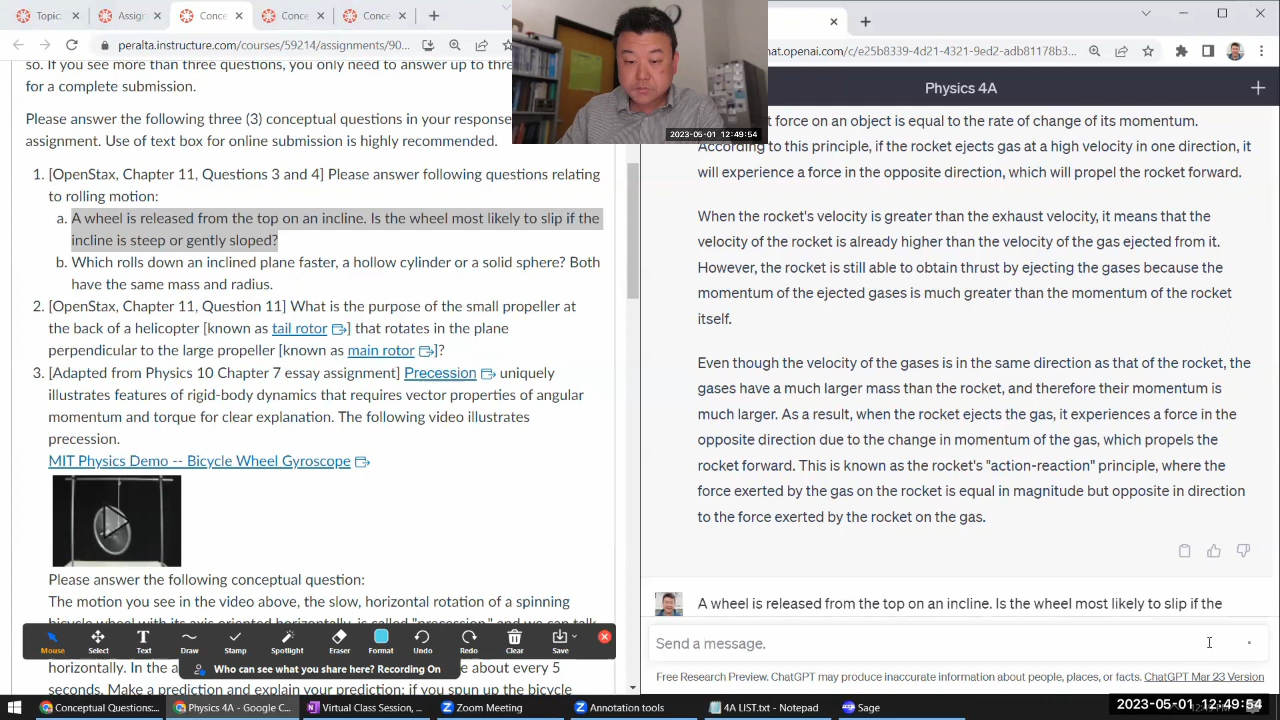 Topic
Conce
Conce
Conce
peralta.instructure.com/courses/59214/assignments/90...
hat.openai.com/c/e25b8339-4d21-4321-9ed2-adb81178b3...
Physics 4A
2023-05-01 12:49:54
so. If you see more than three questions, you only need to answer up to thre
for a complete submission.
Please answer the following three (3) conceptual questions in your response
assignment. Use of text box for online submission is highly recommended.
1. [OpenStax, Chapter 11, Questions 3 and 4] Please answer following questions relating
to rolling motion:
a. A wheel is released from the top on an incline. Is the wheel most likely to slip if the
incline is steep or gently sloped?
b. Which rolls down an inclined plane faster, a hollow cylinder or a solid sphere? Both
have the same mass and radius.
2. [OpenStax, Chapter 11, Question 11] What is the purpose of the small propeller at
the back of a helicopter [known as tail rotor] that rotates in the plane
perpendicular to the large propeller [known as main rotor]?
3. [Adapted from Physics 10 Chapter 7 essay assignment] Precession uniquely
illustrates features of rigid-body dynamics that requires vector properties of angular
momentum and torque for clear explanation. The following video illustrates
precession.
MIT Physics Demo -- Bicycle Wheel Gyroscope
Please answer the following conceptual question:
The motion you see in the video above, the slow, horizontal rotation of a spinning
horizontally. In the a
e about every 5
seconds. Make a prediction and explain your prediction: if you spun up the bicycle
t force on an object is equal to the rate of change of its momentum.
According to this principle, if the rocket ejects gas at a high velocity in one direction, it
will experience a force in the opposite direction, which will propel the rocket forward.
When the rocket's velocity is greater than the exhaust velocity, it means that the
velocity of the rocket is already higher than the velocity of the gas ejected from it.
However, the rocket is still able to obtain thrust by ejecting the gases because the
momentum of the ejected gases is much greater than the momentum of the rocket
itself.
Even though the velocity of the gases is in the same direction as that of the rocket, the
gases have a much larger mass than the rocket, and therefore their momentum is
much larger. As a result, when the rocket ejects the gas, it experiences a force in the
opposite direction due to the change in momentum of the gas, which propels the
rocket forward. This is known as the rocket's "action-reaction" principle, where the
force exerted by the gas on the rocket is equal in magnitude but opposite in direction
to the force exerted by the rocket on the gas.
A wheel is released from the top on an incline. Is the wheel most likely to slip if the
Send a message.
Free Research Preview. ChatGPT may produce inaccurate information about people, places, or facts. ChatGPT Mar 23 Version
Mouse Select Text Draw Stamp Spotlight Eraser Format Undo Redo Clear Save
Who can see what you share here? Recording On
Conceptual Questions:...
Physics 4A - Google C...
Virtual Class Session, ...
Zoom Meeting
Annotation tools
4A LIST.txt - Notepad
Sage
2023-05-01 12:49:54